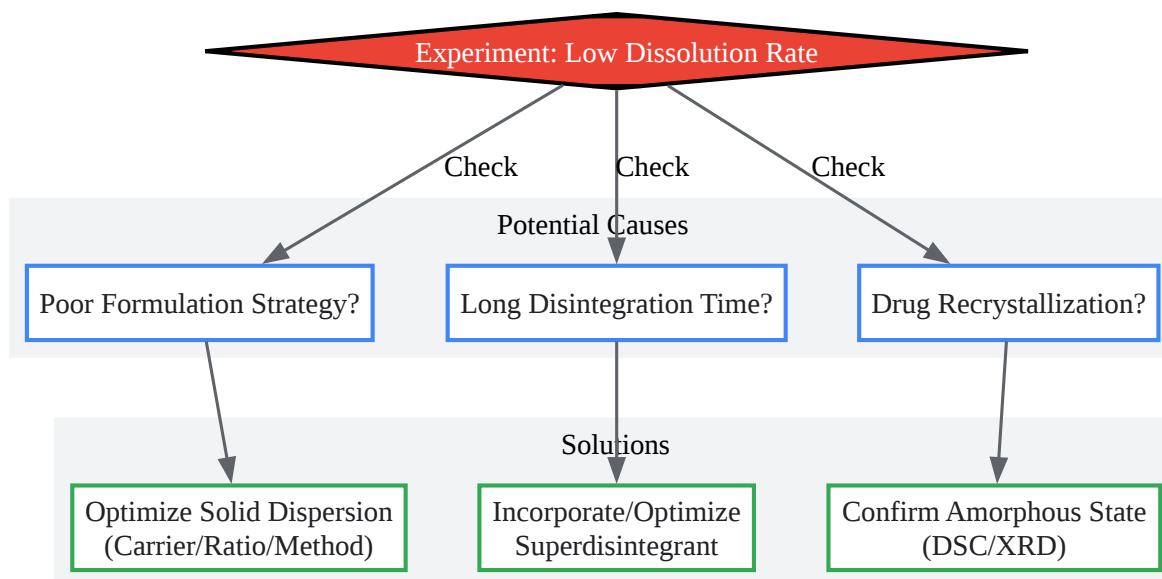 Experiment: Low Dissolution Rate
Check
Check
Check
Potential Causes
Poor Formulation Strategy?
Long Disintegration Time?
Drug Recrystallization?
Solutions
Optimize Solid Dispersion
(Carrier/Ratio/Method)
Incorporate/Optimize
Superdisintegrant
Confirm Amorphous State
(DSC/XRD)